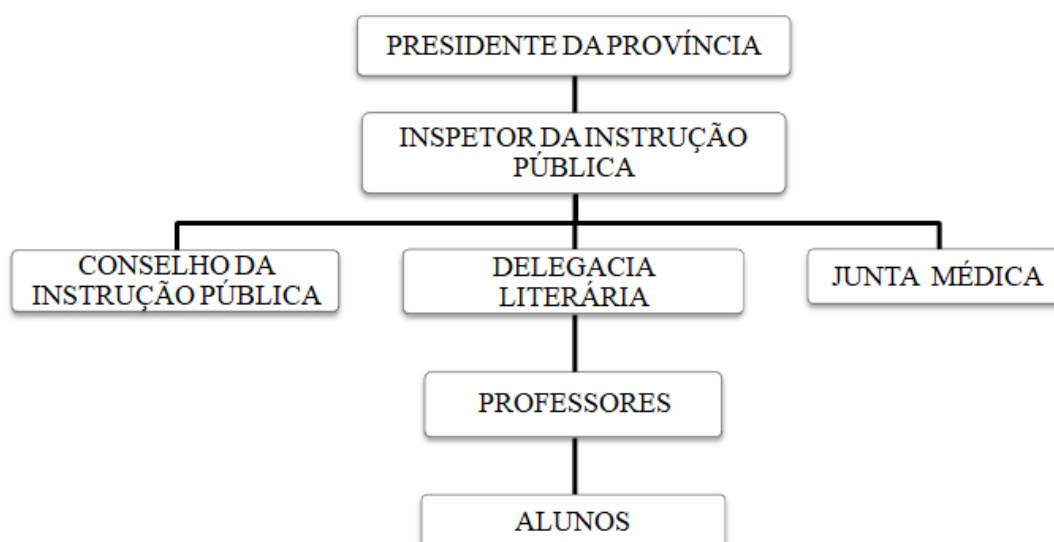 PRESIDENTE DA PROVÍNCIA
INSPETOR DA INSTRUÇÃO
PÚBLICA
CONSELHO DA
INSTRUÇÃO PÚBLICA
DELEGACIA
LITERÁRIA
JUNTA MÉDICA
PROFESSORES
ALUNOS